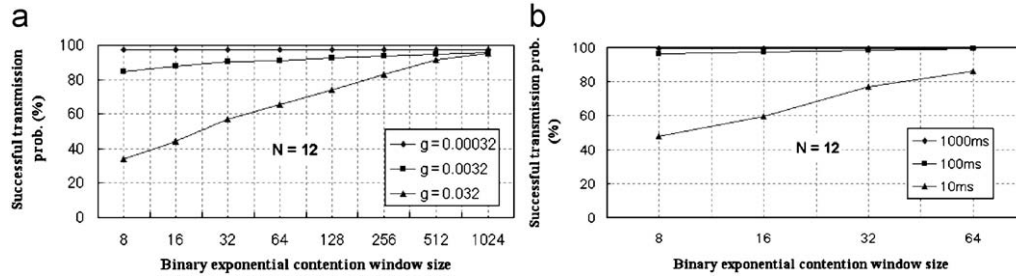 a
Successful transmission
prob. (%)
100
80
60
40
20
0
N = 12
g=0.00032
g=0.0032
g=0.032
8 16 32 64 128 256 512 1024
Binary exponential contention window size
b
Successful transmission prob.
(%)
100
80
60
40
20
0
N = 12
1000ms
100ms
10ms
8 16 32 64
Binary exponential contention window size